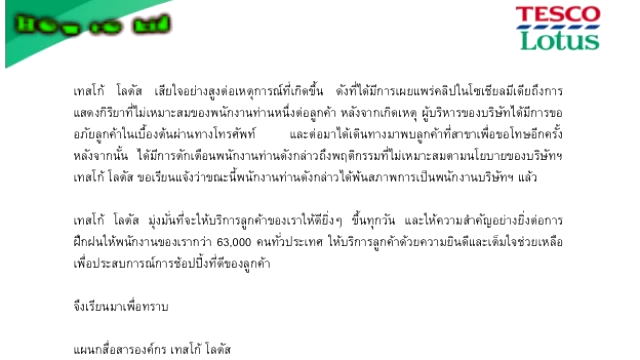 How to kid
TESCO
Lotus
เทสโก้ โลตัส เสียใจอย่างสูงต่อเหตุการณ์ที่เกิดขึ้น ดังที่ได้มีการเผยแพร่คลิปในโซเชียลมีเดียถึงการ
แสดงกิริยาที่ไม่เหมาะสมของพนักงานท่านหนึ่งต่อลูกค้า หลังจากเกิดเหตุ ผู้บริหารของบริษัทได้มีการขอ
อภัยลูกค้าในเบื้องต้นผ่านทางโทรศัพท์ และต่อมาได้เดินทางมาพบลูกค้าที่สาขาเพื่อขอโทษอีกครั้ง
หลังจากนั้น ได้มีการตักเตือนพนักงานท่านดังกล่าวถึงพฤติกรรมที่ไม่เหมาะสมตามนโยบายของบริษัทฯ
เทสโก้ โลตัส ขอเรียนแจ้งว่าขณะนี้พนักงานท่านดังกล่าวได้พ้นสภาพการเป็นพนักงานบริษัทฯ แล้ว
เทสโก้ โลตัส มุ่งมั่นที่จะให้บริการลูกค้าของเราให้ดียิ่งๆ ขึ้นทุกวัน และให้ความสำคัญอย่างยิ่งต่อการ
ฝึกฝนให้พนักงานของเรากว่า 63,000 คนทั่วประเทศ ให้บริการลูกค้าด้วยความยินดีและเต็มใจช่วยเหลือ
เพื่อประสบการณ์การช้อปปิ้งที่ดีของลูกค้า
จึงเรียนมาเพื่อทราบ
แผนกสื่อสารองค์กร เทสโก้ โลตัส